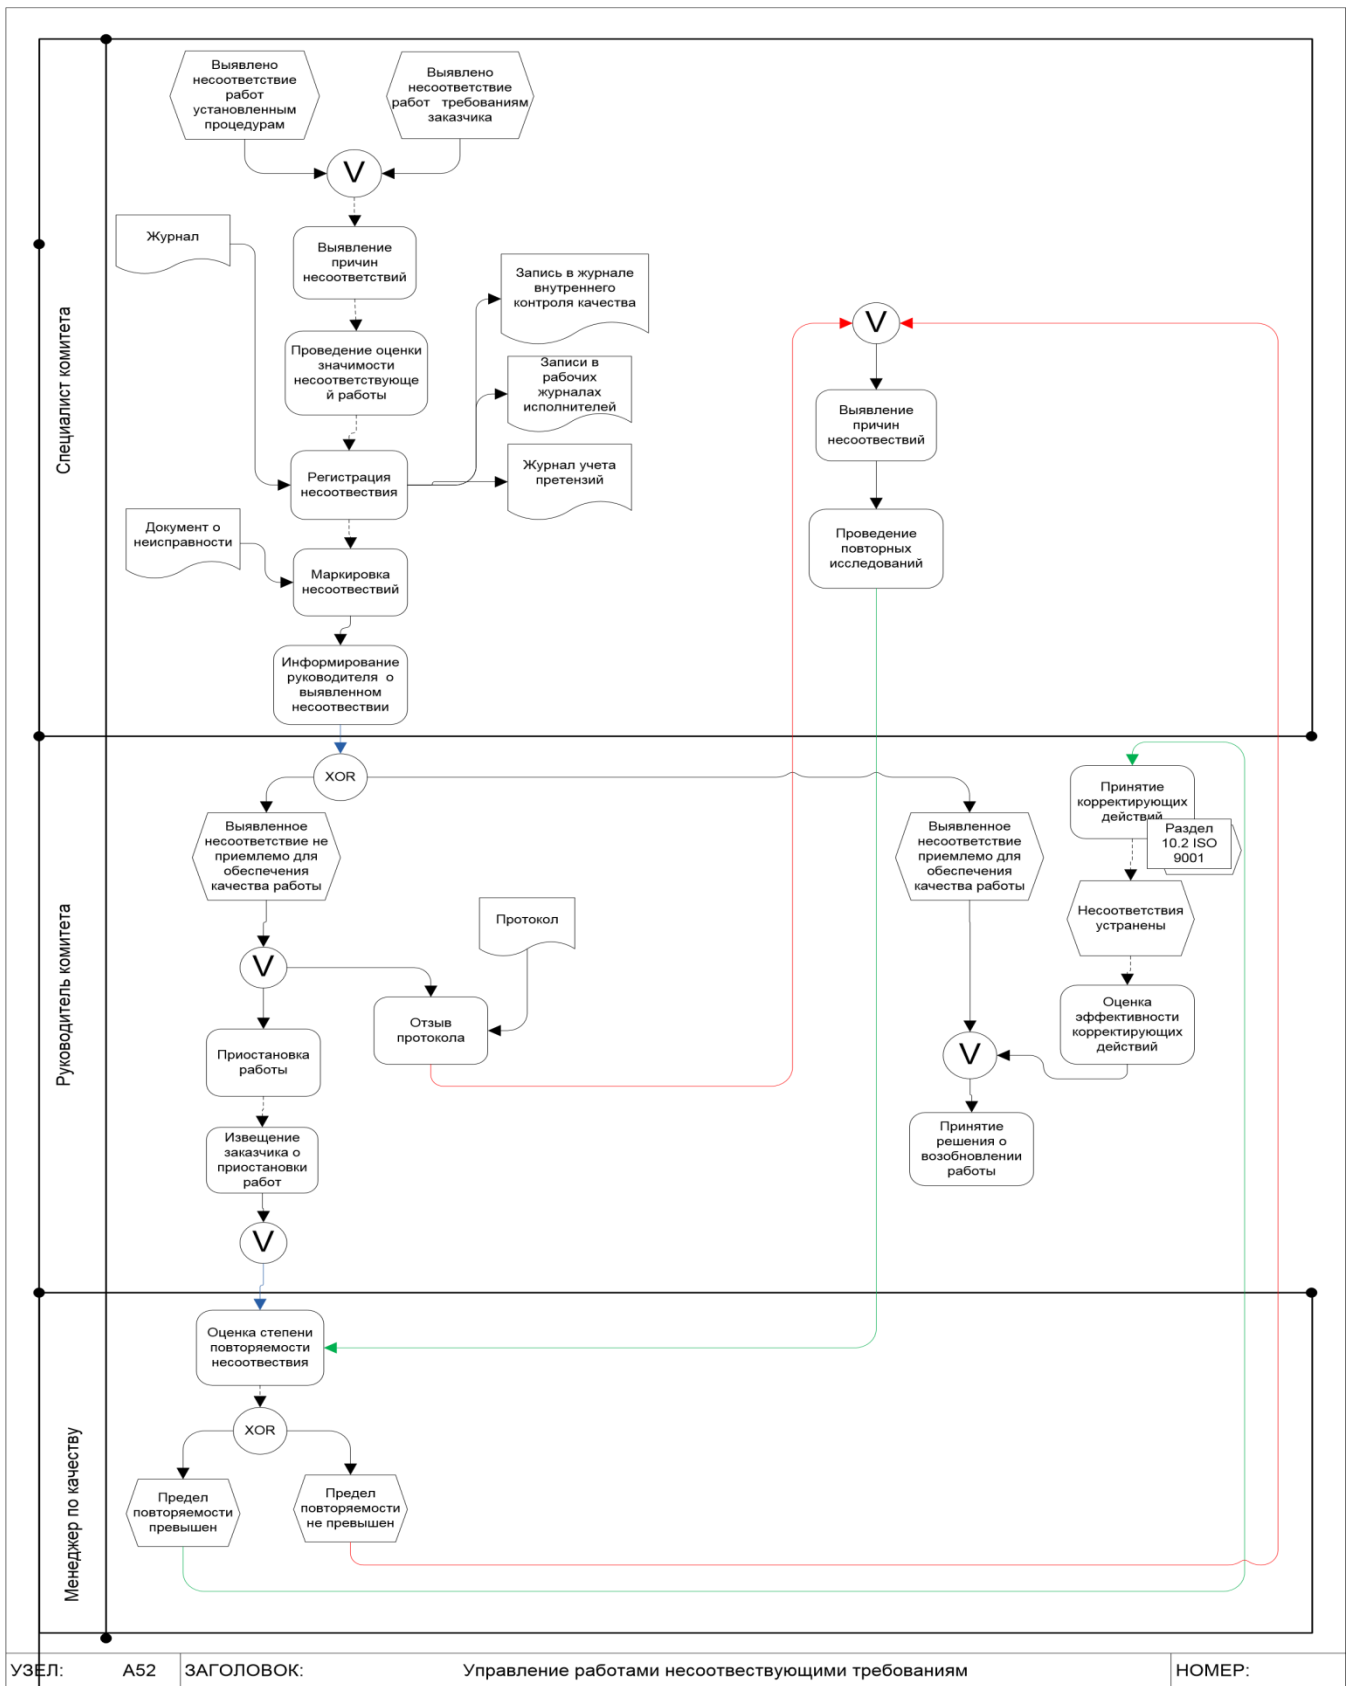 Выявлено
несоответствие
работ
установленным
процедурам
Выявлено
несоответствие
работ требованиям
заказчика
V
Журнал
Выявление
причин
несоответствий
Запись в журнале
внутреннего
контроля качества
V
Проведение оценки
значимости
несоответствующе
й работы
Записи в
рабочих
журналах
исполнителей
Выявление
причин
несоотвествий
Специалист комитета
Регистрация
несоотвествия
Журнал учета
претензий
Документ о
неисправности
Проведение
повторных
исследований
Маркировка
несоотвествий
Информирование
руководителя о
выявленном
несоотвествии
XOR
Принятие
корректирующих
действий
Раздел
10.2 ISO
9001
Выявленное
несоответствие не
приемлемо для
обеспечения
качества работы
Выявленное
несоответствие
приемлемо для
обеспечения
качества работы
Протокол
Несоответствия
устранены
V
Руководитель комитета
Отзыв
протокола
Оценка
эффективности
корректирующих
действий
Приостановка
работы
V
Извещение
заказчика о
приостановки
работ
Принятие
решения о
возобновлении
работы
V
Оценка степени
повторяемости
несоотвествия
XOR
Менеджер по качеству
Предел
повторяемости
превышен
Предел
повторяемости
не превышен
УЗЕЛ: A52 ЗАГОЛОВОК: Управление работами несоотвествующими требованиям НОМЕР: